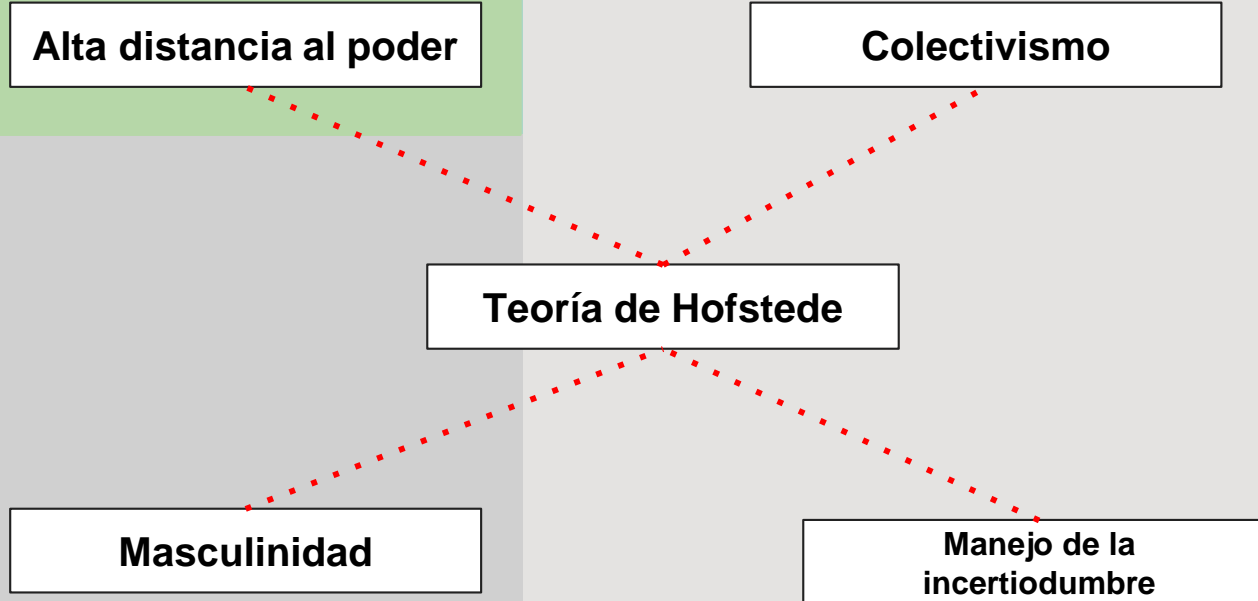 Alta distancia al poder
Colectivismo
Teoría de Hofstede
Masculinidad
Manejo de la
incertiodumbre